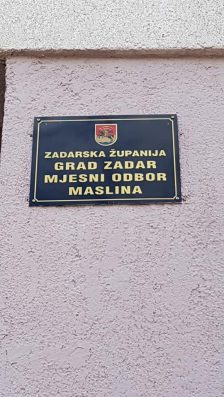 ZADARSKA ŽUPANIJA
GRAD ZADAR
MJESNI ODBOR
MASLINA